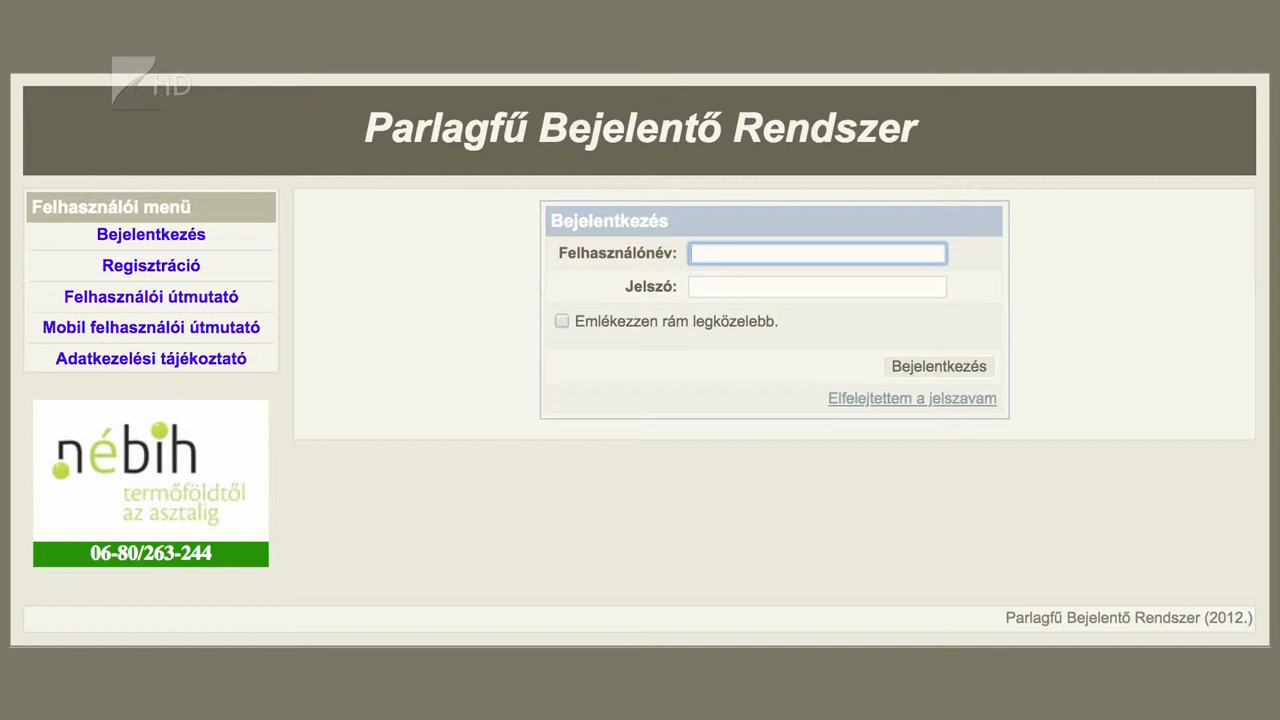 HD
Parlagfű Bejelentő Rendszer
Felhasználói menü
Bejelentkezés
Regisztráció
Felhasználói útmutató
Mobil felhasználói útmutató
Adatkezelési tájékoztató
nébih
termőföldtől
az asztalig
06-80/263-244
Bejelentkezés
Felhasználónév:
Jelszó:
Emlékezzen rám legközelebb.
Bejelentkezés
Elfelejtettem a jelszavam
Parlagfű Bejelentő Rendszer (2012.)